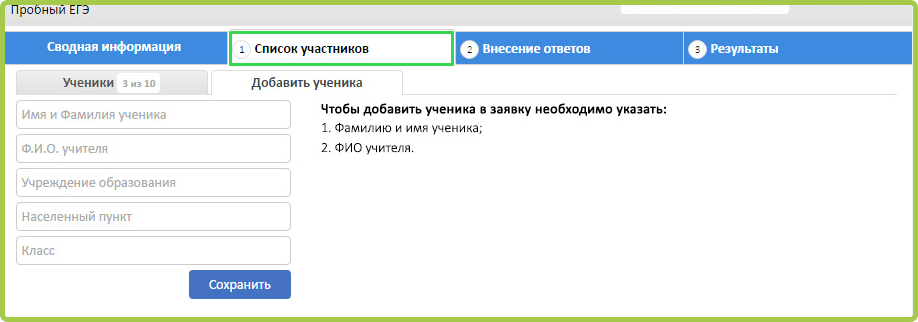 Пробный ЕГЭ
Сводная информация
1 Список участников
2 Внесение ответов
3 Результаты
Ученики 3 из 10
Добавить ученика
Имя и Фамилия ученика
Ф.И.О. учителя
Учреждение образования
Населенный пункт
Класс
Сохранить
Чтобы добавить ученика в заявку необходимо указать:
1. Фамилию и имя ученика;
2. ФИО учителя.